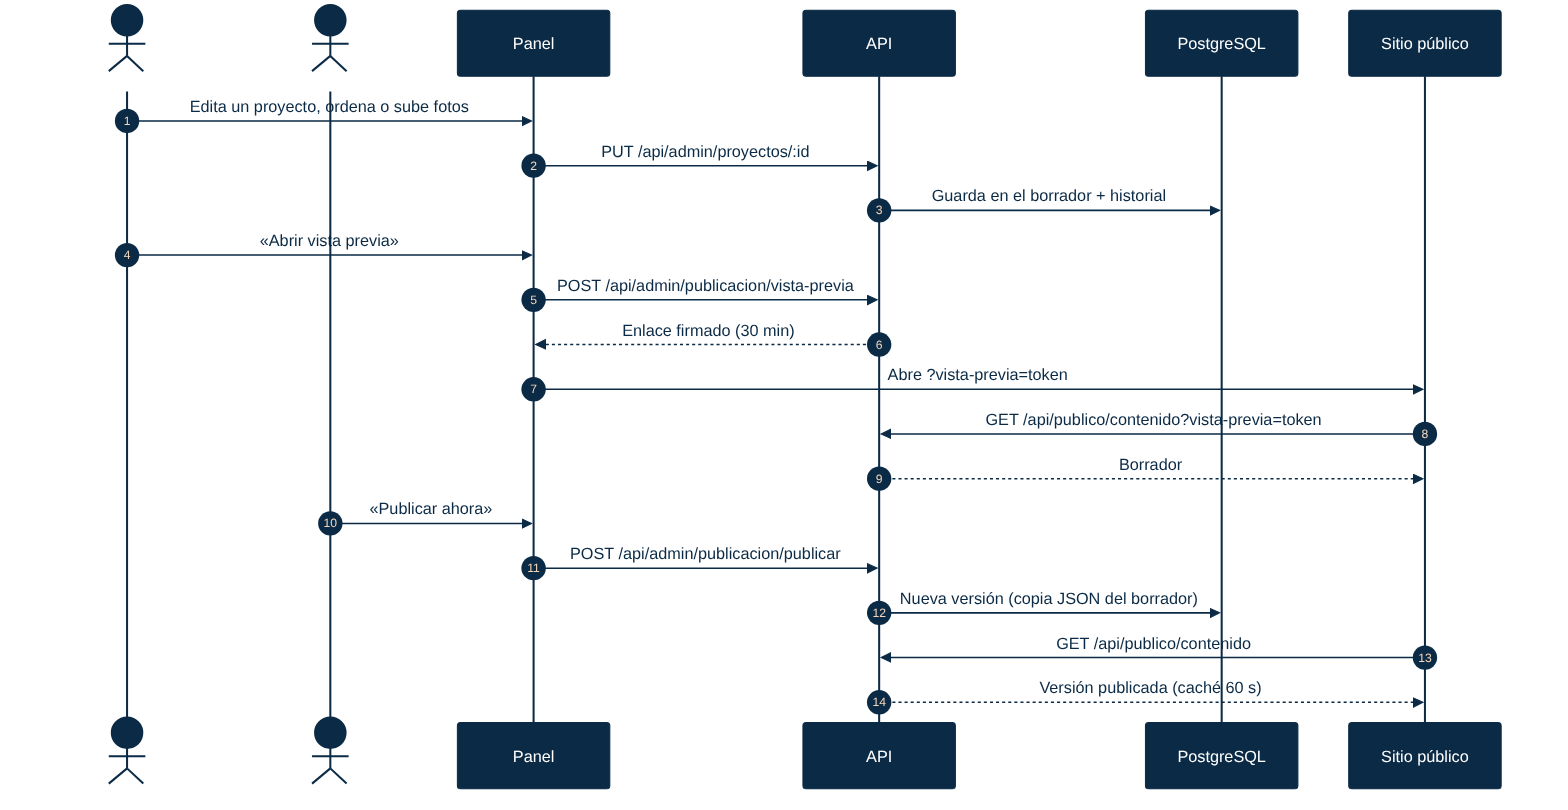 Panel
API
PostgreSQL
Sitio público
Edita un proyecto, ordena o sube fotos
1
PUT /api/admin/proyectos/:id
2
Guarda en el borrador + historial
3
«Abrir vista previa»
4
POST /api/admin/publicacion/vista-previa
5
Enlace firmado (30 min)
6
Abre ?vista-previa=token
7
GET /api/publico/contenido?vista-previa=token
8
Borrador
9
«Publicar ahora»
10
POST /api/admin/publicacion/publicar
11
Nueva versión (copia JSON del borrador)
12
GET /api/publico/contenido
13
Versión publicada (caché 60 s)
14
Panel
API
PostgreSQL
Sitio público